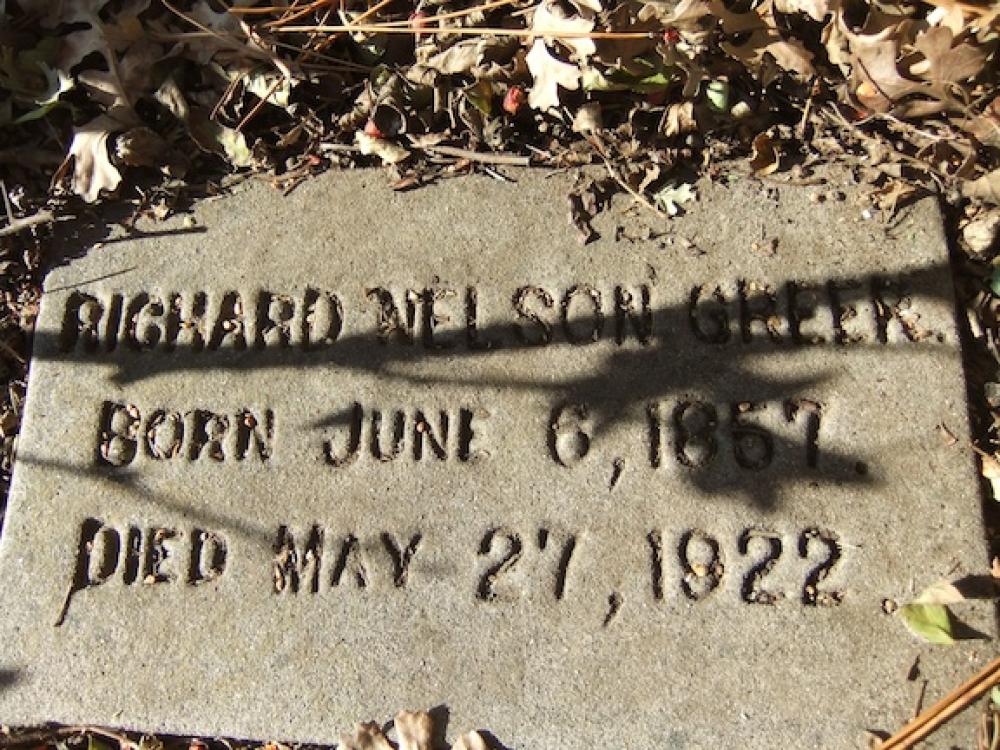 RICHARD NELSON GREER.
BORN JUNE 6, 1857.
DIED MAY 27, 1922.